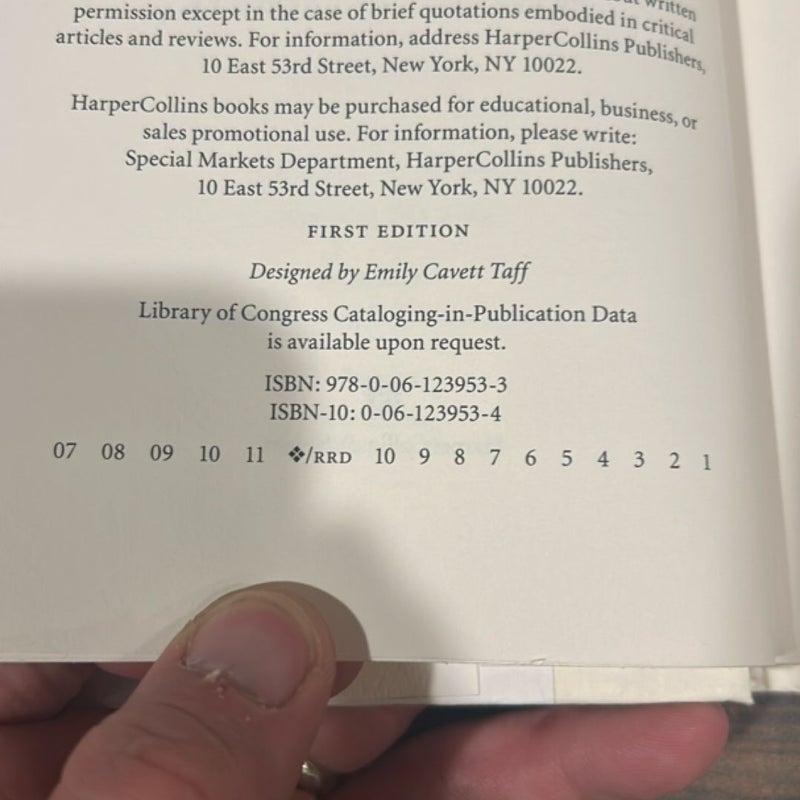 written
permission except in the case of brief quotations embodied in critical
articles and reviews. For information, address HarperCollins Publishers,
10 East 53rd Street, New York, NY 10022.
HarperCollins books may be purchased for educational, business, or
sales promotional use. For information, please write:
Special Markets Department, HarperCollins Publishers,
10 East 53rd Street, New York, NY 10022.
FIRST EDITION
Designed by Emily Cavett Taff
Library of Congress Cataloging-in-Publication Data
is available upon request.
ISBN: 978-0-06-123953-3
ISBN-10: 0-06-123953-4
07 08 09 10 11 ❖/RRD 10 9 8 7 6 5 4 3 2 1